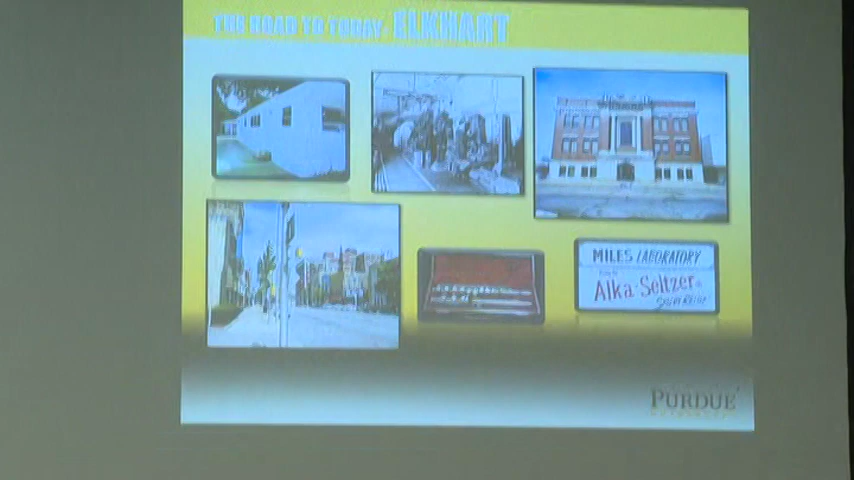 THE ROAD TO TODAY: ELKHART
MILES LABORATORY
Alka-Seltzer
PURDUE